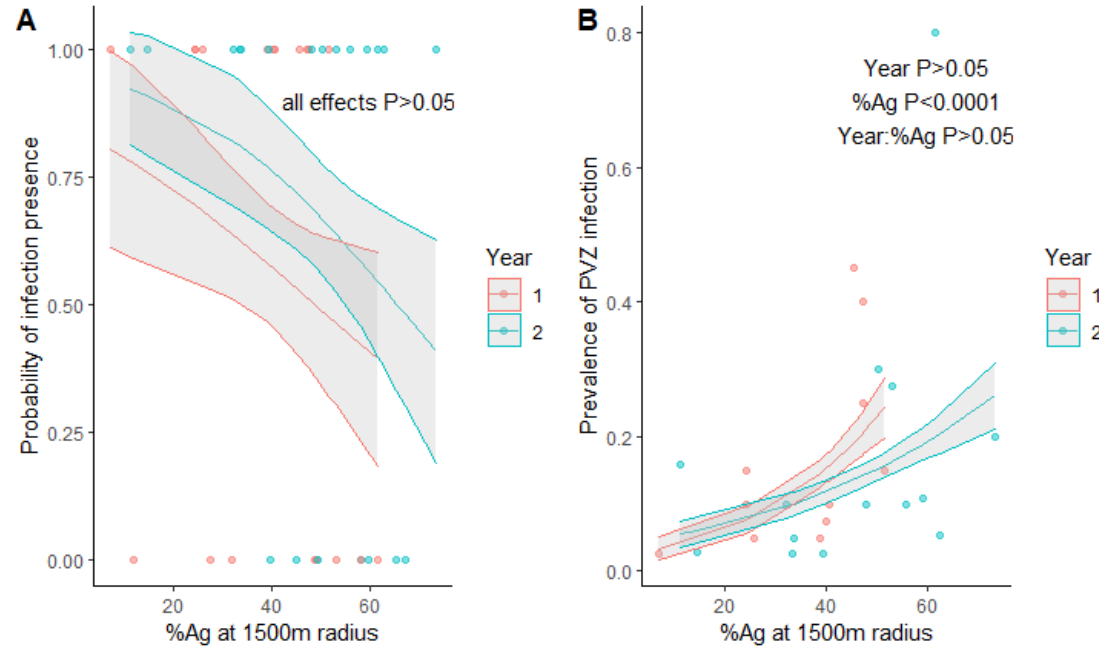 A
Probability of infection presence
1.00
0.75
0.50
0.25
0.00
all effects P>0.05
20 40 60
%Ag at 1500m radius
Year
1
2
B
Prevalence of PVZ infection
0.8
0.6
0.4
0.2
0.0
Year P>0.05
%Ag P<0.0001
Year:%Ag P>0.05
20 40 60
%Ag at 1500m radius
Year
1
2